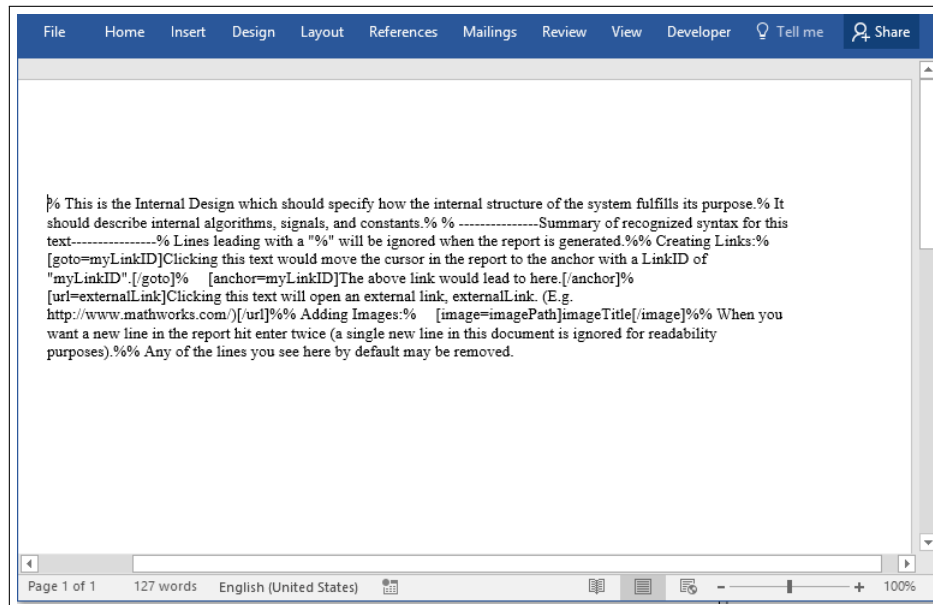 File Home Insert Design Layout References Mailings Review View Developer Tell me Share
% This is the Internal Design which should specify how the internal structure of the system fulfills its purpose.% It
should describe internal algorithms, signals, and constants.% % ---------------Summary of recognized syntax for this
text----------------% Lines leading with a "%" will be ignored when the report is generated.%% Creating Links:%
[goto=myLinkID]Clicking this text would move the cursor in the report to the anchor with a LinkID of
"myLinkID".[/goto]% [anchor=myLinkID]The above link would lead to here.[/anchor]%
[url=externalLink]Clicking this text will open an external link, externalLink. (E.g.
http://www.mathworks.com/)[/url]%% Adding Images:% [image=imagePath]imageTitle[/image]%% When you
want a new line in the report hit enter twice (a single new line in this document is ignored for readability
purposes).%% Any of the lines you see here by default may be removed.
Page 1 of 1 127 words English (United States) 100%